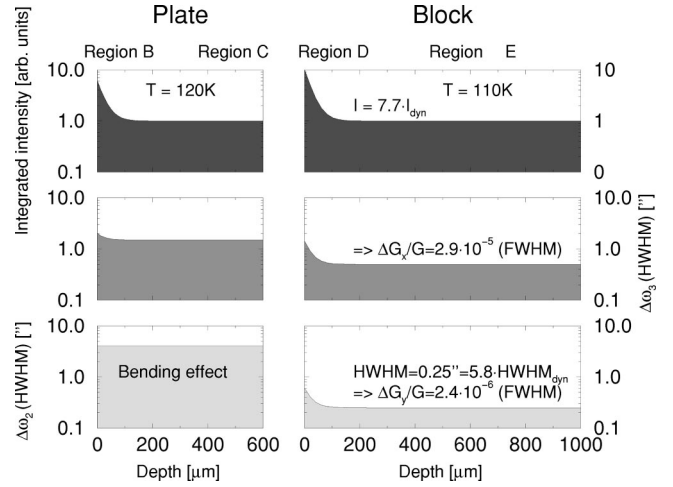 Plate Block
Region B Region C Region D Region E
Integrated intensity [arb. units]
10.0
1.0
0.1
T = 120K
I = 7.7·I_dyn
T = 110K
10
1
0
10.0
1.0
0.1
=> ΔG_x/G=2.9·10⁻⁵ (FWHM)
10.0
1.0
0.1
Δω₃(HWHM) ["]
Δω₂(HWHM) ["]
10.0
1.0
0.1
Bending effect
HWHM=0.25''=5.8·HWHM_dyn
=> ΔG_y/G=2.4·10⁻⁶ (FWHM)
10.0
1.0
0.1
0 200 400 600
0 200 400 600 800 1000
Depth [μm] Depth [μm]